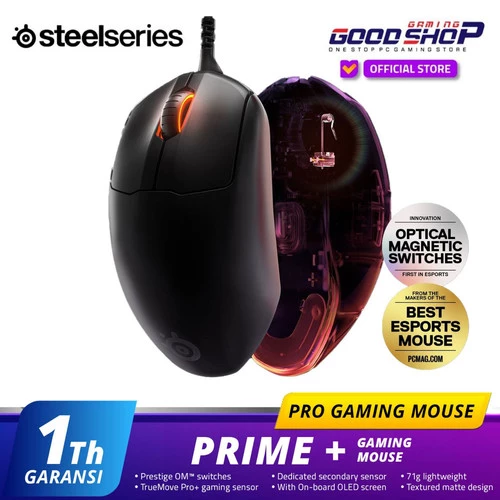 steelseries
GAMING
GOODSHOP
ONE STOP PC GAMING STORE
OFFICIAL STORE
INNOVATION
OPTICAL
MAGNETIC
SWITCHES
FIRST IN ESPORTS
FROM THE
MAKERS OF THE
BEST
ESPORTS
MOUSE
PCMAG.COM
PRO GAMING MOUSE
1Th
GARANSI
PRIME + GAMING
MOUSE
• Prestige OM™ switches
• TrueMove Pro+ gaming sensor
• Dedicated secondary sensor
• With On-board OLED screen
• 71g lightweight
• Textured matte design